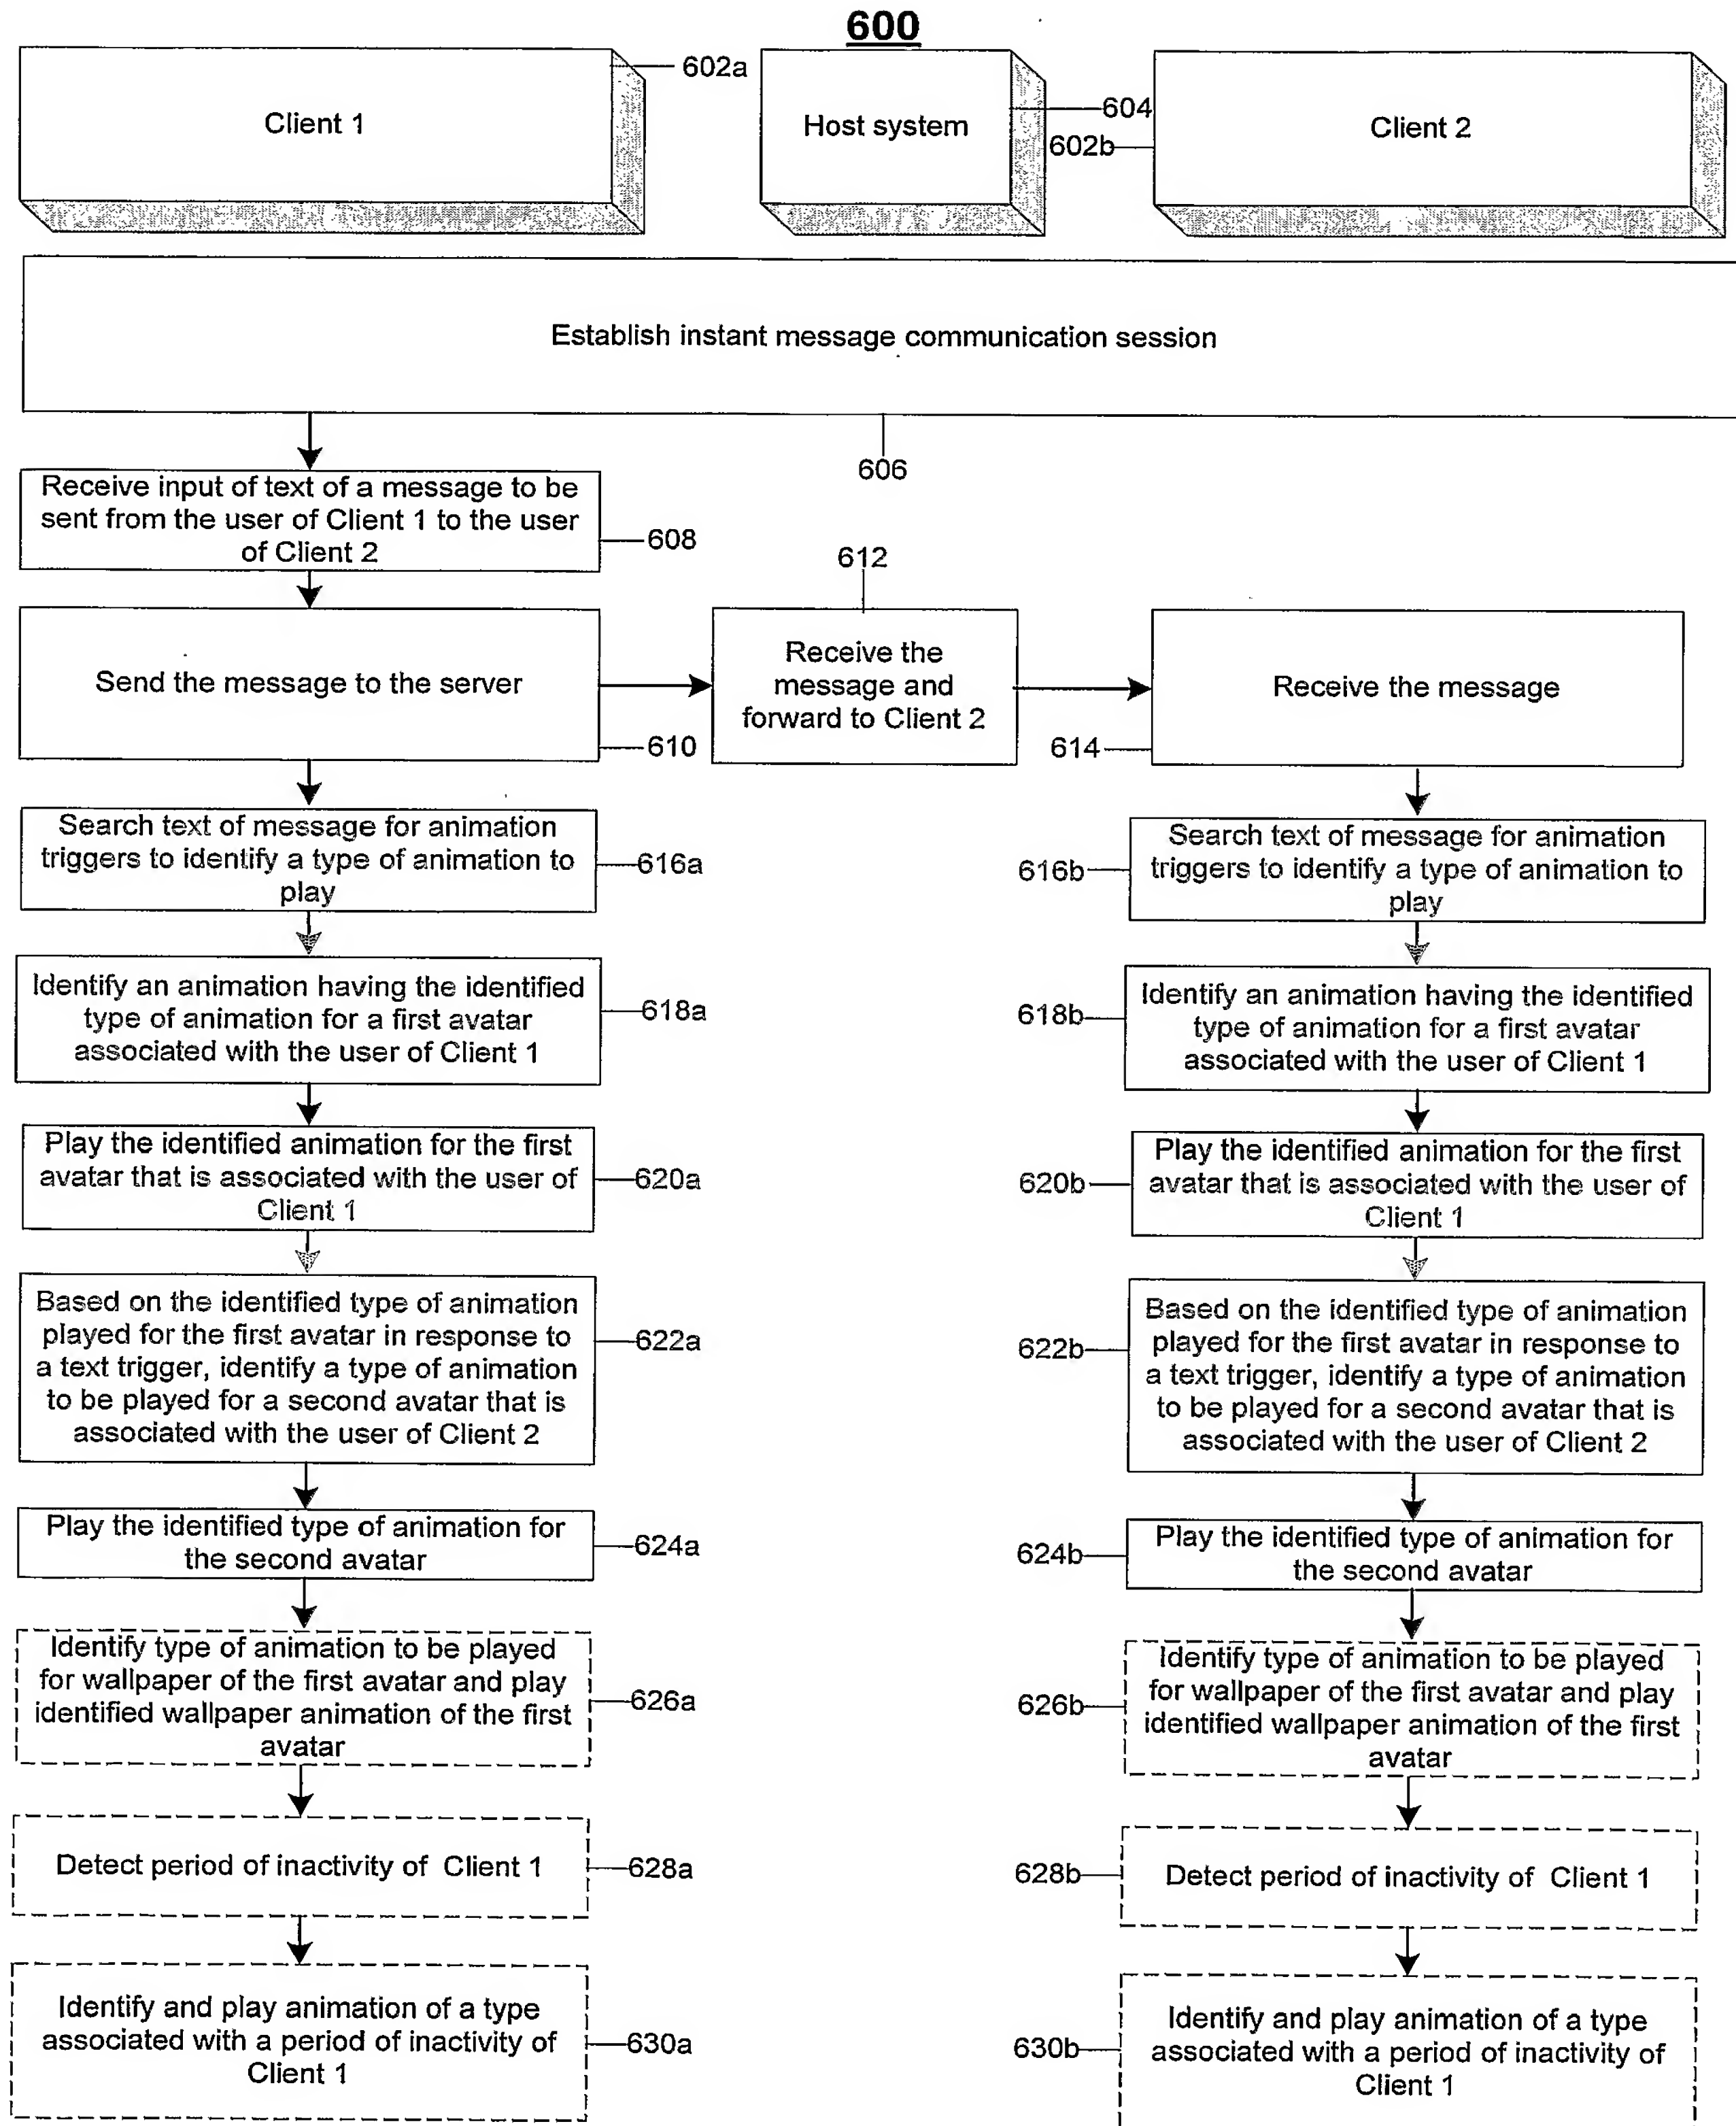 600
Client 1
602a
Host system
604
602b
Client 2
Establish instant message communication session
606
Receive input of text of a message to be
sent from the user of Client 1 to the user
of Client 2
608
612
Send the message to the server
610
Receive the
message and
forward to Client 2
Receive the message
614
Search text of message for animation
triggers to identify a type of animation to
play
616a
616b
Search text of message for animation
triggers to identify a type of animation to
play
Identify an animation having the identified
type of animation for a first avatar
associated with the user of Client 1
618a
618b
Identify an animation having the identified
type of animation for a first avatar
associated with the user of Client 1
Play the identified animation for the first
avatar that is associated with the user of
Client 1
620a
620b
Play the identified animation for the first
avatar that is associated with the user of
Client 1
Based on the identified type of animation
played for the first avatar in response to
a text trigger, identify a type of animation
to be played for a second avatar that is
associated with the user of Client 2
622a
622b
Based on the identified type of animation
played for the first avatar in response to
a text trigger, identify a type of animation
to be played for a second avatar that is
associated with the user of Client 2
Play the identified type of animation for
the second avatar
624a
624b
Play the identified type of animation for
the second avatar
Identify type of animation to be played
for wallpaper of the first avatar and play
identified wallpaper animation of the first
avatar
626a
626b
Identify type of animation to be played
for wallpaper of the first avatar and play
identified wallpaper animation of the first
avatar
Detect period of inactivity of Client 1
628a
628b
Detect period of inactivity of Client 1
Identify and play animation of a type
associated with a period of inactivity of
Client 1
630a
630b
Identify and play animation of a type
associated with a period of inactivity of
Client 1